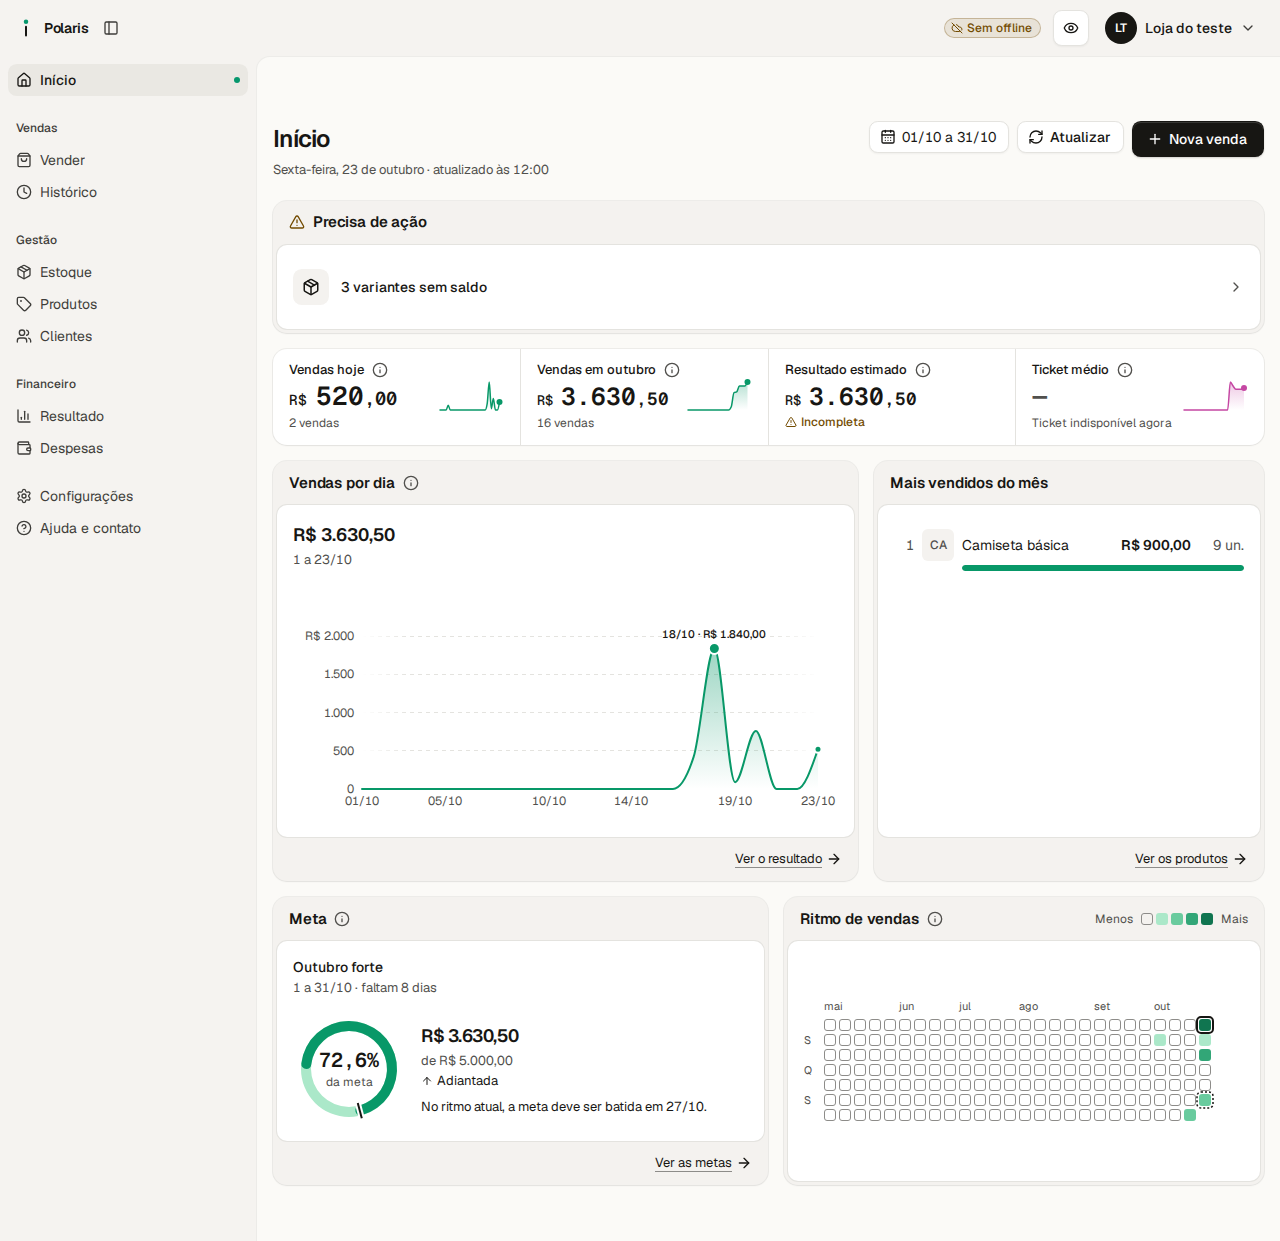 Polaris
Sem offline
LT
Loja do teste
Início
Vendas
Vender
Histórico
Gestão
Estoque
Produtos
Clientes
Financeiro
Resultado
Despesas
Configurações
Ajuda e contato
Início
Sexta-feira, 23 de outubro · atualizado às 12:00
01/10 a 31/10
Atualizar
Nova venda
Precisa de ação
3 variantes sem saldo
Vendas hoje
R$ 520,00
2 vendas
Vendas em outubro
R$ 3.630,50
16 vendas
Resultado estimado
R$ 3.630,50
Incompleta
Ticket médio
—
Ticket indisponível agora
Vendas por dia
R$ 3.630,50
1 a 23/10
18/10 · R$ 1.840,00
R$ 2.000
1.500
1.000
500
0
01/10 05/10 10/10 14/10 19/10 23/10
Ver o resultado
Mais vendidos do mês
1 CA Camiseta básica R$ 900,00 9 un.
Ver os produtos
Meta
Outubro forte
1 a 31/10 · faltam 8 dias
72,6%
da meta
R$ 3.630,50
de R$ 5.000,00
Adiantada
No ritmo atual, a meta deve ser batida em 27/10.
Ver as metas
Ritmo de vendas
Menos Mais
mai jun jul ago set out
S
Q
S